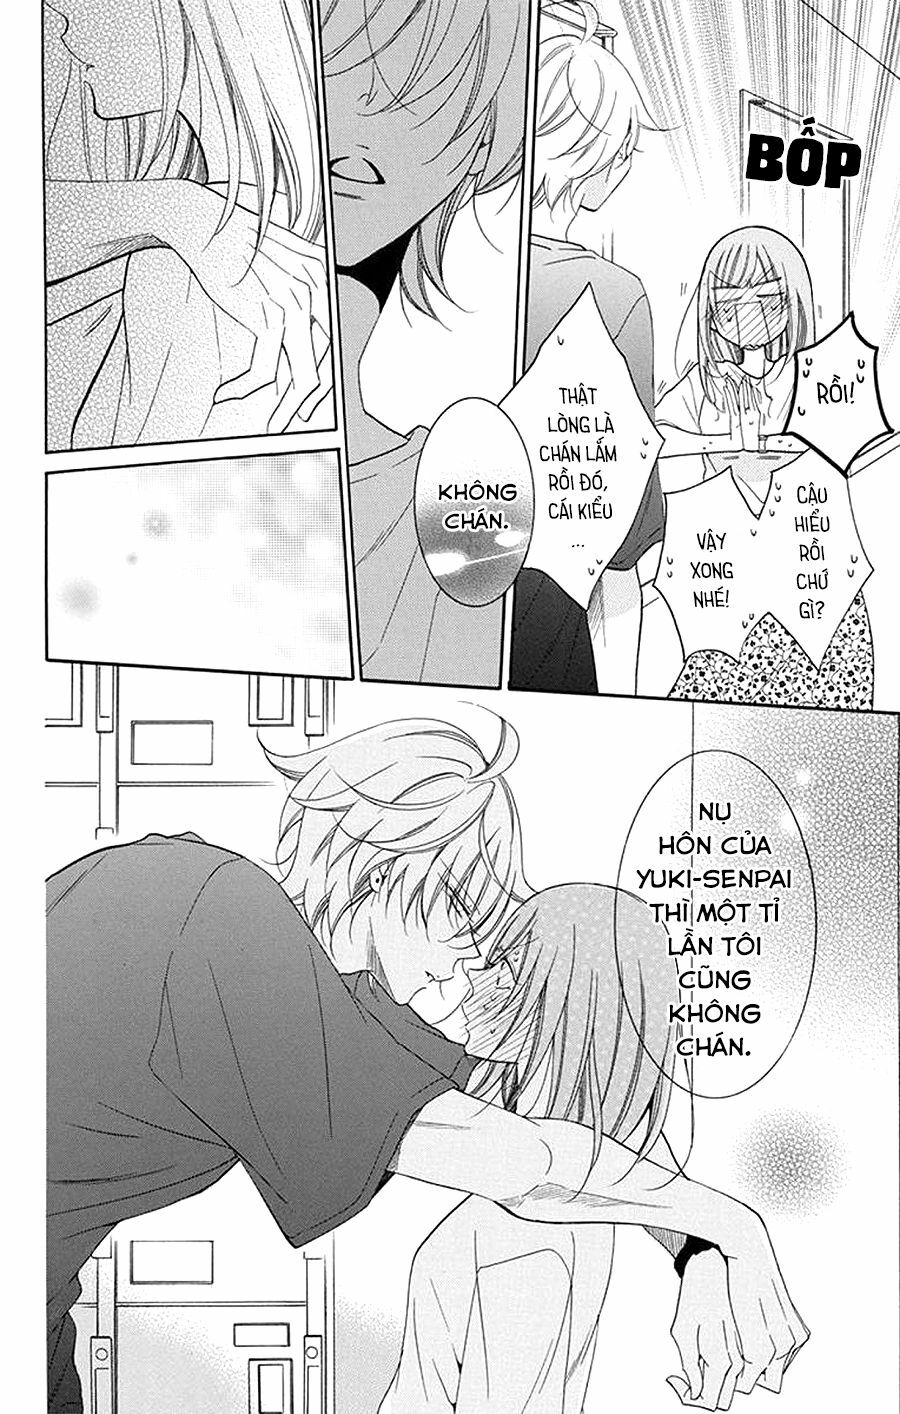 BỐP
RỒI!
CẬU
HIỂU
RỒI
CHỨ
GÌ?
VẬY
XONG
NHÉ!
THẬT
LÒNG LÀ
CHÁN LẮM
RỒI ĐÓ,
CÁI KIỂU
...
KHÔNG
CHÁN.
NỤ
HÔN CỦA
YUKI-SENPAI
THÌ MỘT TỈ
LẦN TÔI
CŨNG
KHÔNG
CHÁN.